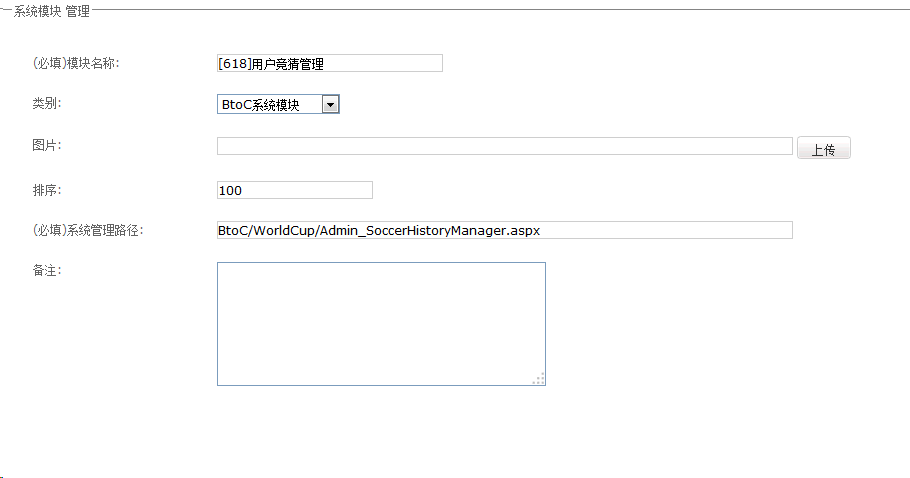 系统模块 管理
(必填)模块名称: [618]用户竞猜管理
类别: BtoC系统模块
图片: 上传
排序: 100
(必填)系统管理路径: BtoC/WorldCup/Admin_SoccerHistoryManager.aspx
备注: